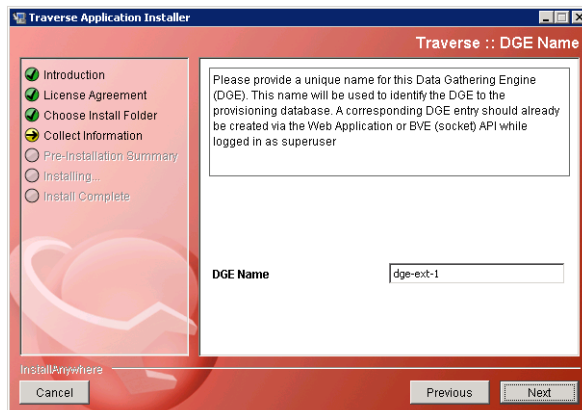 Traverse Application Installer
Traverse :: DGE Name
Introduction
License Agreement
Choose Install Folder
Collect Information
Pre-Installation Summary
Installing...
Install Complete
Please provide a unique name for this Data Gathering Engine
(DGE). This name will be used to identify the DGE to the
provisioning database. A corresponding DGE entry should already
be created via the Web Application or BVE (socket) API while
logged in as superuser
DGE Name
dge-ext-1
InstallAnywhere
Cancel
Previous
Next